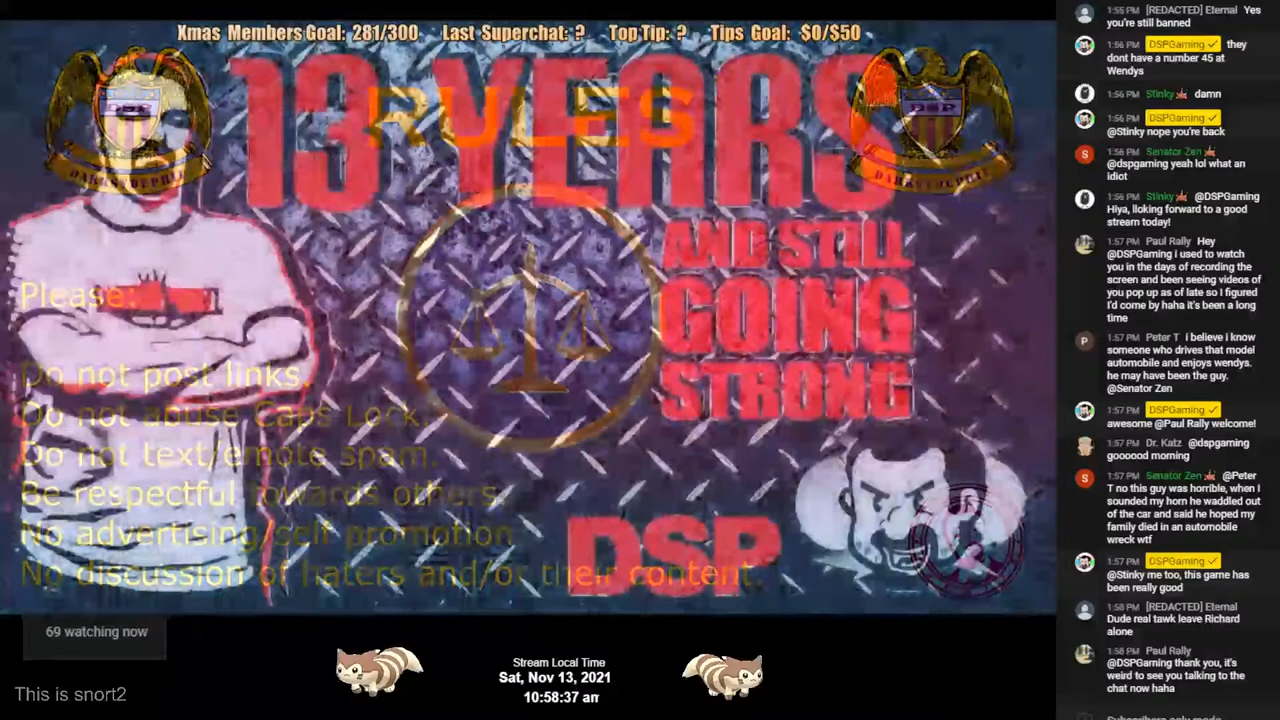 Xmas Members Goal: 281/300 Last Superchat: ? Top Tip: ? Tips Goal: $0/$50
13 YEARS
RULES
DSP
AND STILL
GOING
STRONG
Please:
Do not post links.
Do not abuse Caps Lock.
Do not text/emote spam.
Be respectful towards others.
No advertising/self promotion
No discussion of haters and/or their content.
DSP
69 watching now
This is snort2
Stream Local Time
Sat, Nov 13, 2021
10:58:37 am
1:55 PM [REDACTED] Eternal Yes
you're still banned
1:56 PM DSPGaming ✓ they
dont have a number 45 at
Wendys
1:56 PM Stinky damn
1:56 PM DSPGaming ✓
@Stinky nope you're back
1:56 PM Senator Zen
@dspgaming yeah lol what an
idiot
1:56 PM Stinky @DSPGaming
Hiya, lloking forward to a good
stream today!
1:57 PM Paul Rally Hey
@DSPGaming I used to watch
you in the days of recording the
screen and been seeing videos of
you pop up as of late so I figured
I'd come by haha it's been a long
time
1:57 PM Peter T i believe i know
someone who drives that model
automobile and enjoys wendys.
he may have been the guy.
@Senator Zen
1:57 PM DSPGaming ✓
awesome @Paul Rally welcome!
1:57 PM Dr. Katz @dspgaming
goooood morning
1:57 PM Senator Zen @Peter
T no this guy was horrible, when I
sounded my horn he waddled out
of the car and said he hoped my
family died in an automobile
wreck wtf
1:57 PM DSPGaming ✓
@Stinky me too, this game has
been really good
1:58 PM [REDACTED] Eternal
Dude real tawk leave Richard
alone
1:58 PM Paul Rally
@DSPGaming thank you, it's
weird to see you talking to the
chat now haha
Subscribers-only mode